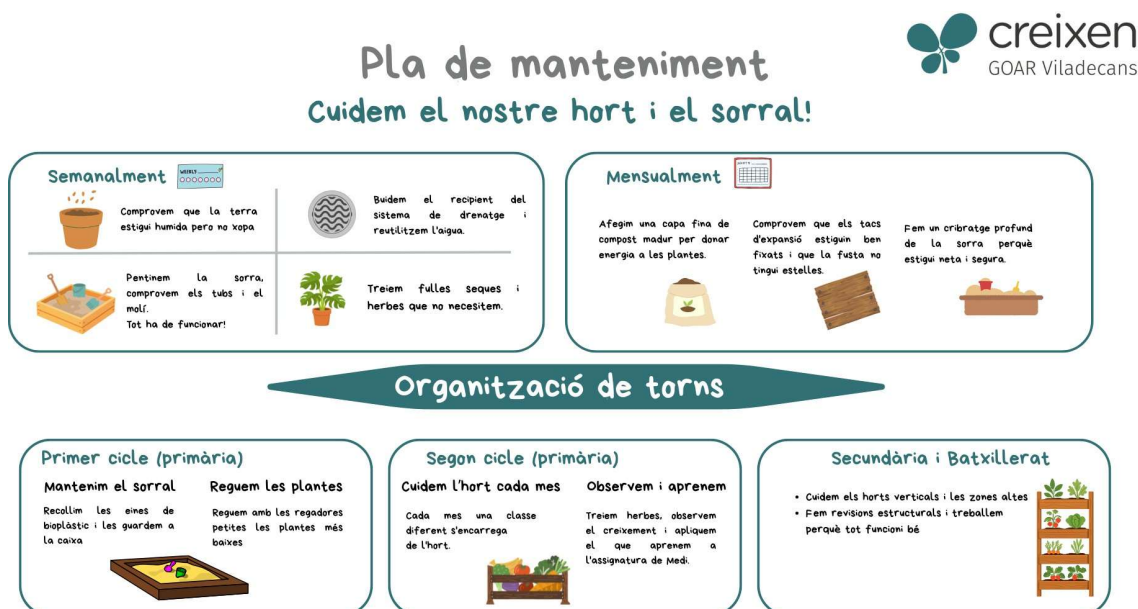 creixen
GOAR Viladecans
Pla de manteniment
Cuidem el nostre hort i el sorral!
Semanalment
WEEKLY
Comprovem que la terra
estigui humida pero no xopa
Buidem el recipient del
sistema de drenatge i
reutilitzem l'aigua.
Pentinem la sorra,
comprovem els tubs i el
molí.
Tot ha de funcionar!
Treiem fulles seques i
herbes que no necesitem.
Mensualment
Afegim una capa fina de
compost madur per donar
energia a les plantes.
Comprovem que els tacs
d'expansió estiguin ben
fixats i que la fusta no
tingui estelles.
Fem un cribratge profund
de la sorra perquè
estigui neta i segura.
Organització de torns
Primer cicle (primària)
Mantenim el sorral
Recollim les eines de
bioplàstic i les guardem a
la caixa
Reguem les plantes
Reguem amb les regadores
petites les plantes més
baixes
Segon cicle (primària)
Cuidem l'hort cada mes
Cada mes una classe
diferent s'encarrega
de l'hort.
Observem i aprenem
Treiem herbes, observem
el creixement i apliquem
el que aprenem a
l'assignatura de Medi.
Secundària i Batxillerat
• Cuidem els horts verticals i les zones altes
• Fem revisions estructurals i treballem
perquè tot funcioni bé